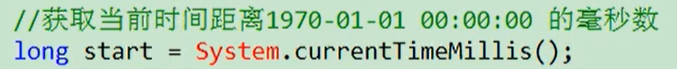 //获取当前时间距离1970-01-01 00:00:00 的毫秒数
long start = System.currentTimeMillis();